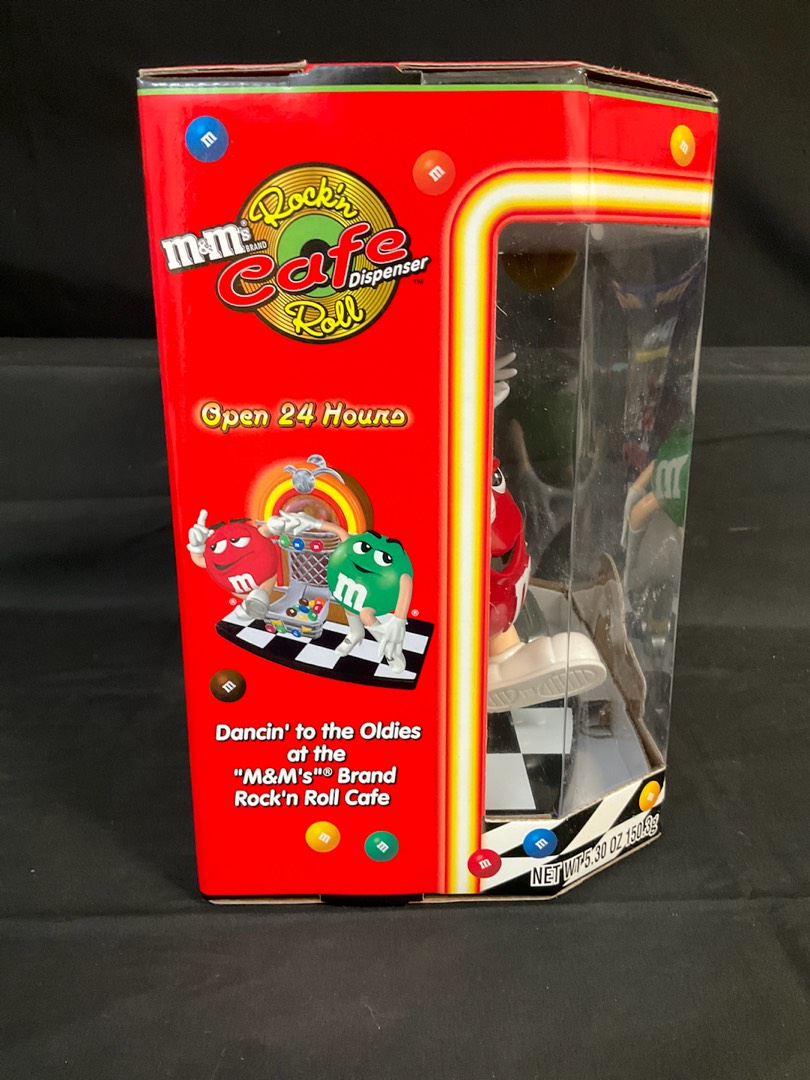 Rock'n
m&m's® BRAND
Cafe
Dispenser™
Roll
Open 24 Hours
Dancin' to the Oldies
at the
"M&M's"® Brand
Rock'n Roll Cafe
NET WT 5.30 OZ 150.3g